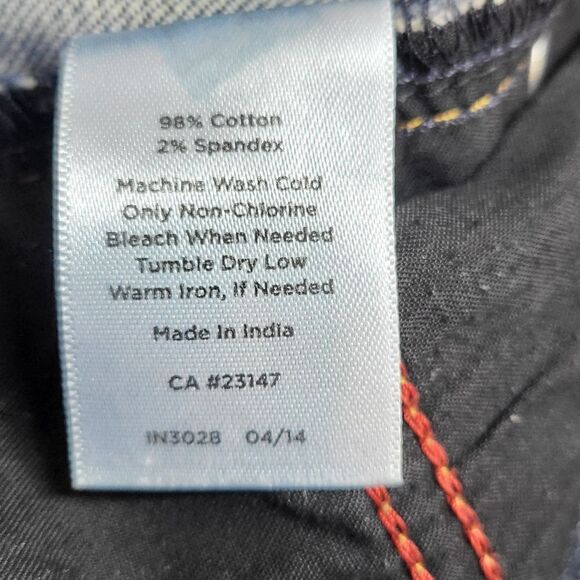 98% Cotton
2% Spandex
Machine Wash Cold
Only Non-Chlorine
Bleach When Needed
Tumble Dry Low
Warm Iron, If Needed
Made In India
CA #23147
IN3028 04/14